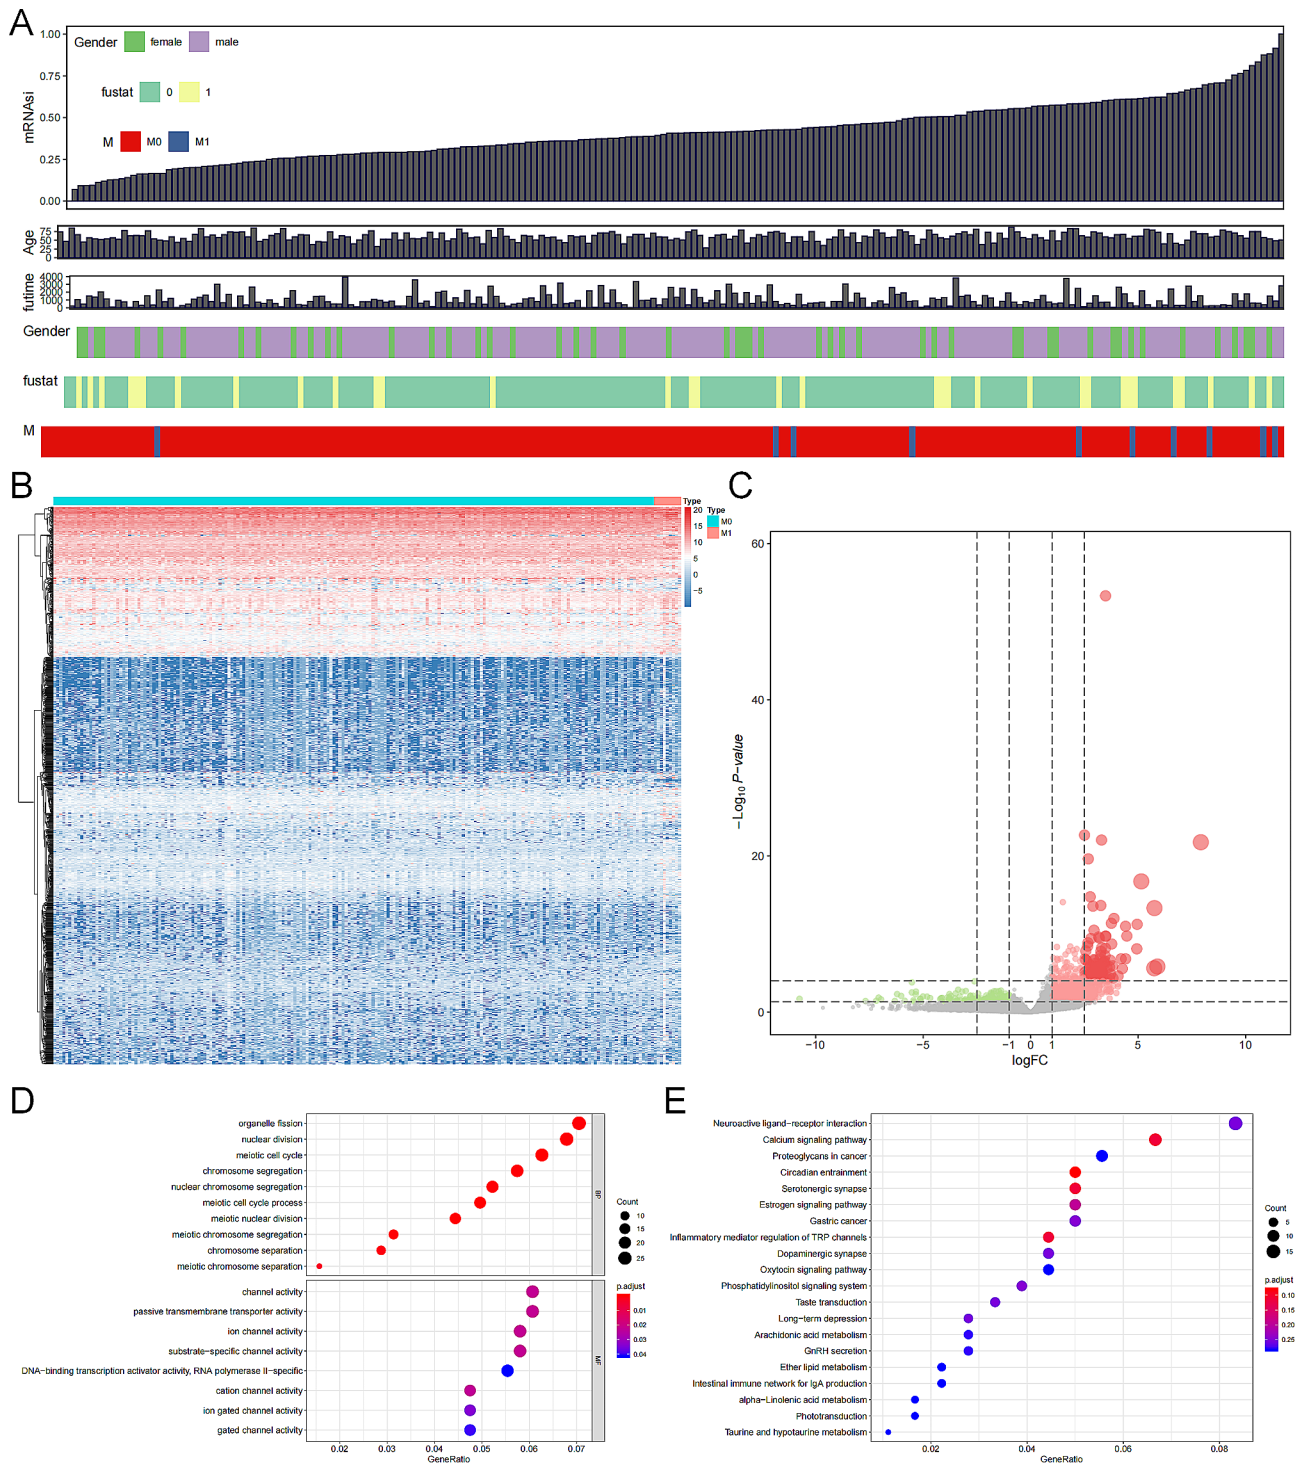 A
1.00
0.75
0.50
0.25
0.00
mRNAsi
Gender female male
fustat 0 1
M M0 M1
Age
75
50
25
0
futime
4000
3000
2000
1000
0
Gender
fustat
M
B
Type
20
15
10
5
0
−5
Type
M0
M1
C
60
40
20
0
−Log10 P−value
−10 −5 −1 0 1 5 10
logFC
D
organelle fission
nuclear division
meiotic cell cycle
chromosome segregation
nuclear chromosome segregation
meiotic cell cycle process
meiotic nuclear division
meiotic chromosome segregation
chromosome separation
meiotic chromosome separation
BP
channel activity
passive transmembrane transporter activity
ion channel activity
substrate−specific channel activity
DNA−binding transcription activator activity, RNA polymerase II−specific
cation channel activity
ion gated channel activity
gated channel activity
MF
0.02 0.03 0.04 0.05 0.06 0.07
GeneRatio
Count
10
15
20
25
p.adjust
0.01
0.02
0.03
0.04
E
Neuroactive ligand−receptor interaction
Calcium signaling pathway
Proteoglycans in cancer
Circadian entrainment
Serotonergic synapse
Estrogen signaling pathway
Gastric cancer
Inflammatory mediator regulation of TRP channels
Dopaminergic synapse
Oxytocin signaling pathway
Phosphatidylinositol signaling system
Taste transduction
Long−term depression
Arachidonic acid metabolism
GnRH secretion
Ether lipid metabolism
Intestinal immune network for IgA production
alpha−Linolenic acid metabolism
Phototransduction
Taurine and hypotaurine metabolism
0.02 0.04 0.06 0.08
GeneRatio
Count
5
10
15
p.adjust
0.10
0.15
0.20
0.25